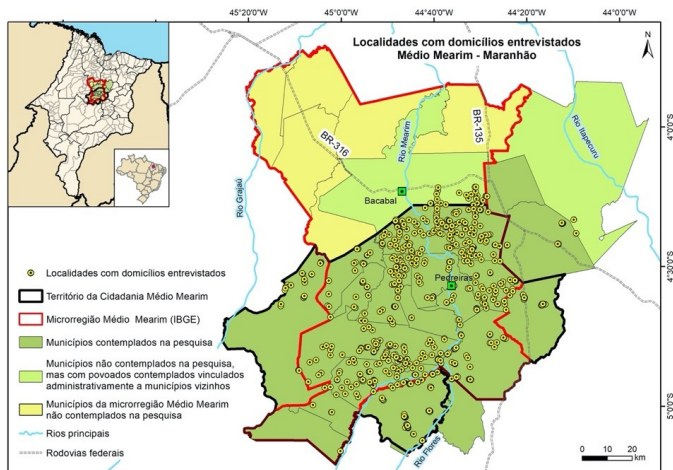 45°20'0"W
45°0'0"W
44°40'0"W
44°20'0"W
44°0'0"W
Localidades com domicílios entrevistados
Médio Mearim - Maranhão
N
4°0'0"S
4°30'0"S
5°0'0"S
BR-316
BR-135
Rio Mearim
Rio Itapecuru
Rio Grajaú
Bacabal
Pedreiras
Rio Flores
Localidades com domicílios entrevistados
Território da Cidadania Médio Mearim
Microrregião Médio Mearim (IBGE)
Municípios contemplados na pesquisa
Municípios não contemplados na pesquisa,
mas com povoados contemplados vinculados
administrativamente a municípios vizinhos
Municípios da microrregião Médio Mearim
não contemplados na pesquisa
Rios principais
Rodovias federais
0 10 20
km